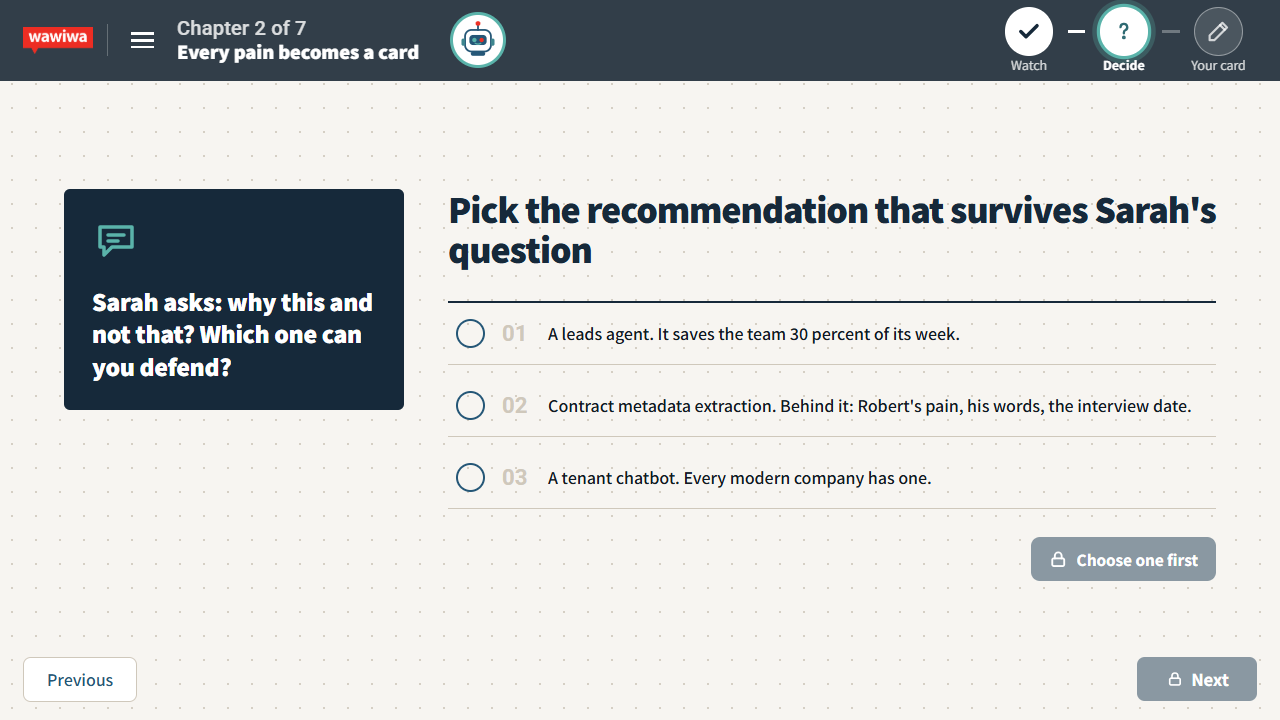 wawiwa
Chapter 2 of 7
Every pain becomes a card
Watch
?
Decide
Your card
Sarah asks: why this and
not that? Which one can
you defend?
Pick the recommendation that survives Sarah's
question
01 A leads agent. It saves the team 30 percent of its week.
02 Contract metadata extraction. Behind it: Robert's pain, his words, the interview date.
03 A tenant chatbot. Every modern company has one.
Choose one first
Previous
Next